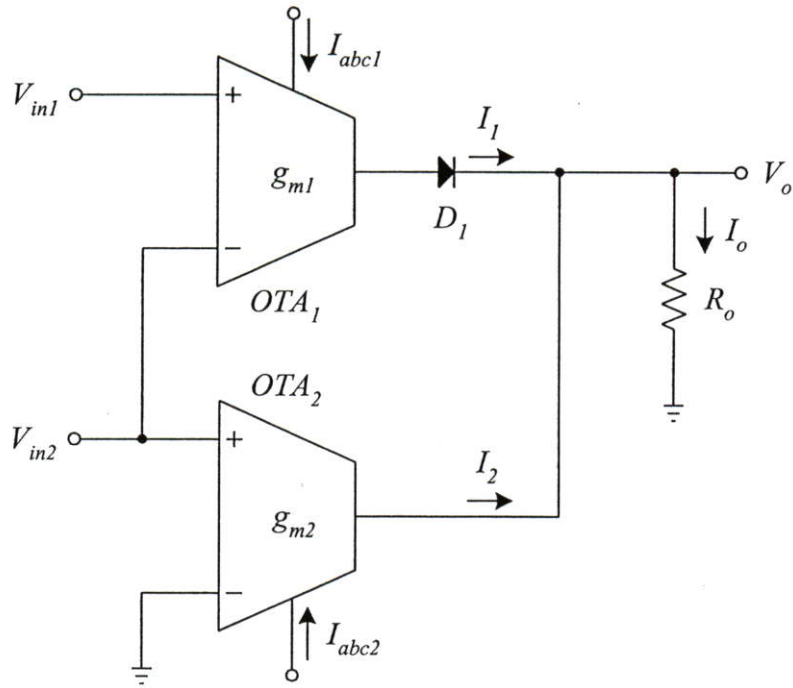 I_abc1
V_in1
+
g_m1
−
OTA_1
I_1
D_1
V_o
I_o
R_o
OTA_2
V_in2
+
g_m2
−
I_2
I_abc2